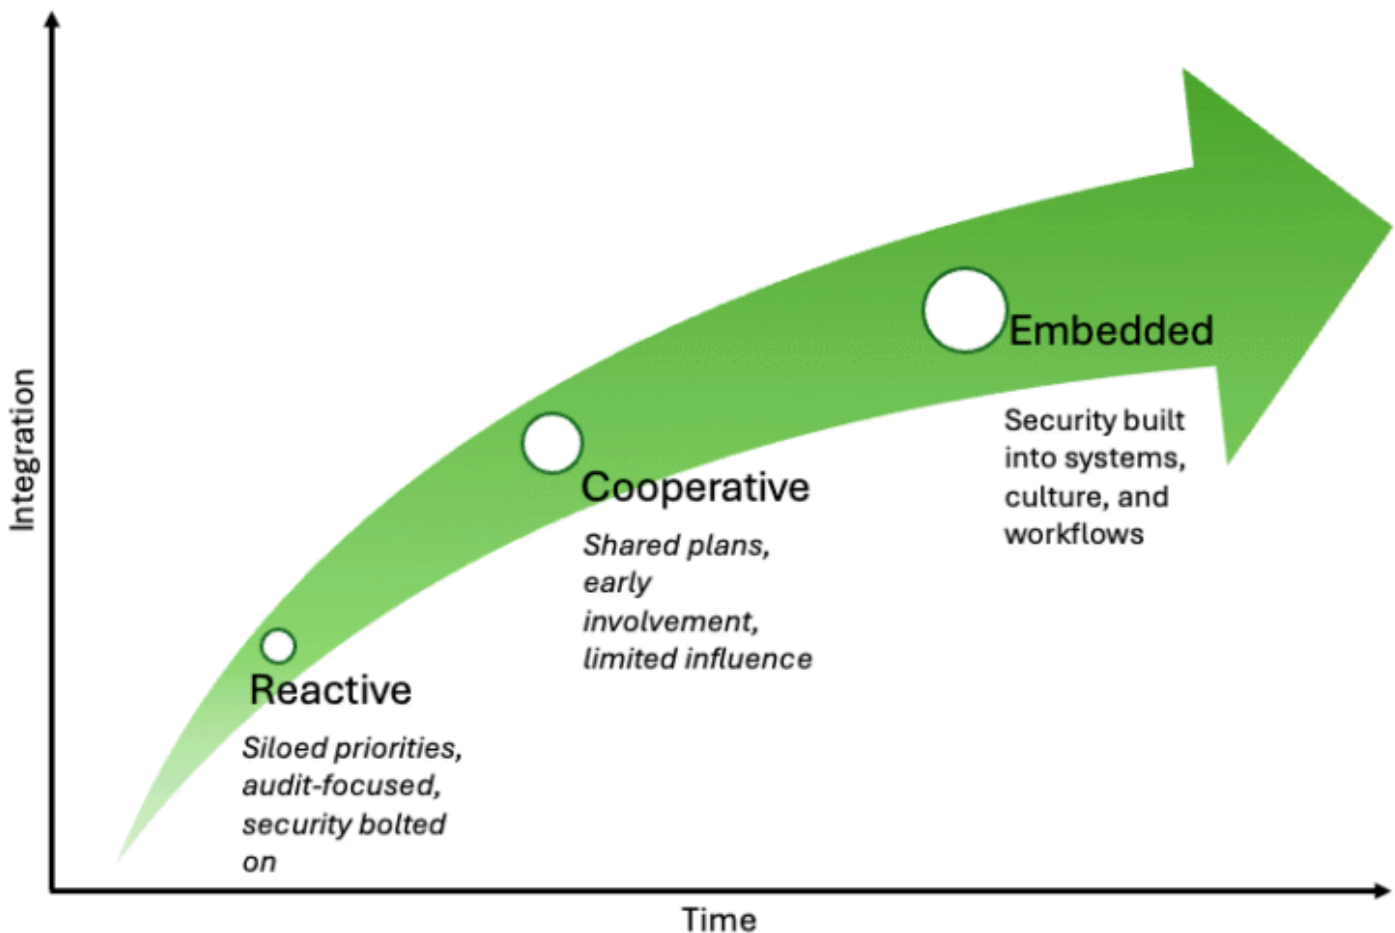 Integration
Embedded
Security built
into systems,
culture, and
workflows
Cooperative
Shared plans,
early
involvement,
limited influence
Reactive
Siloed priorities,
audit-focused,
security bolted
on
Time